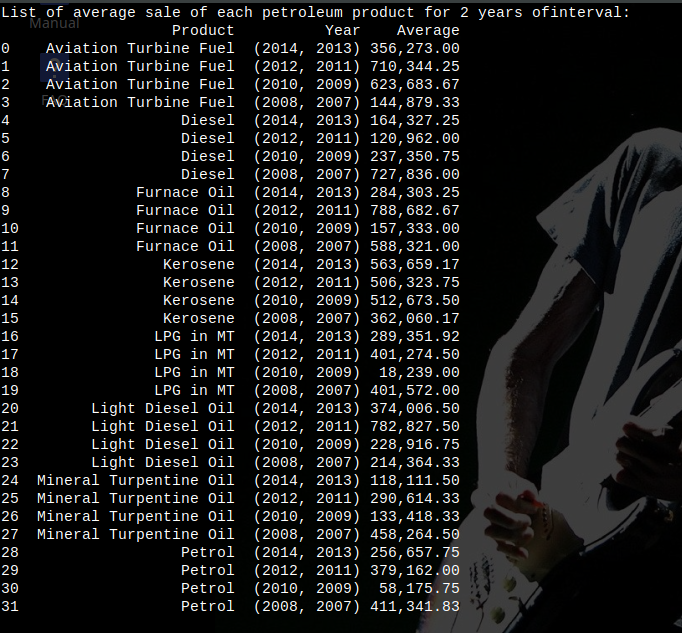 List of average sale of each petroleum product for 2 years ofinterval:
Manual
Product Year Average
0 Aviation Turbine Fuel (2014, 2013) 356,273.00
1 Aviation Turbine Fuel (2012, 2011) 710,344.25
2 Aviation Turbine Fuel (2010, 2009) 623,683.67
3 Aviation Turbine Fuel (2008, 2007) 144,879.33
FAQ
4 Diesel (2014, 2013) 164,327.25
5 Diesel (2012, 2011) 120,962.00
6 Diesel (2010, 2009) 237,350.75
7 Diesel (2008, 2007) 727,836.00
8 Furnace Oil (2014, 2013) 284,303.25
9 Furnace Oil (2012, 2011) 788,682.67
10 Furnace Oil (2010, 2009) 157,333.00
11 Furnace Oil (2008, 2007) 588,321.00
12 Kerosene (2014, 2013) 563,659.17
13 Kerosene (2012, 2011) 506,323.75
14 Kerosene (2010, 2009) 512,673.50
15 Kerosene (2008, 2007) 362,060.17
16 LPG in MT (2014, 2013) 289,351.92
17 LPG in MT (2012, 2011) 401,274.50
18 LPG in MT (2010, 2009) 18,239.00
19 LPG in MT (2008, 2007) 401,572.00
20 Light Diesel Oil (2014, 2013) 374,006.50
21 Light Diesel Oil (2012, 2011) 782,827.50
22 Light Diesel Oil (2010, 2009) 228,916.75
23 Light Diesel Oil (2008, 2007) 214,364.33
24 Mineral Turpentine Oil (2014, 2013) 118,111.50
25 Mineral Turpentine Oil (2012, 2011) 290,614.33
26 Mineral Turpentine Oil (2010, 2009) 133,418.33
27 Mineral Turpentine Oil (2008, 2007) 458,264.50
28 Petrol (2014, 2013) 256,657.75
29 Petrol (2012, 2011) 379,162.00
30 Petrol (2010, 2009) 58,175.75
31 Petrol (2008, 2007) 411,341.83